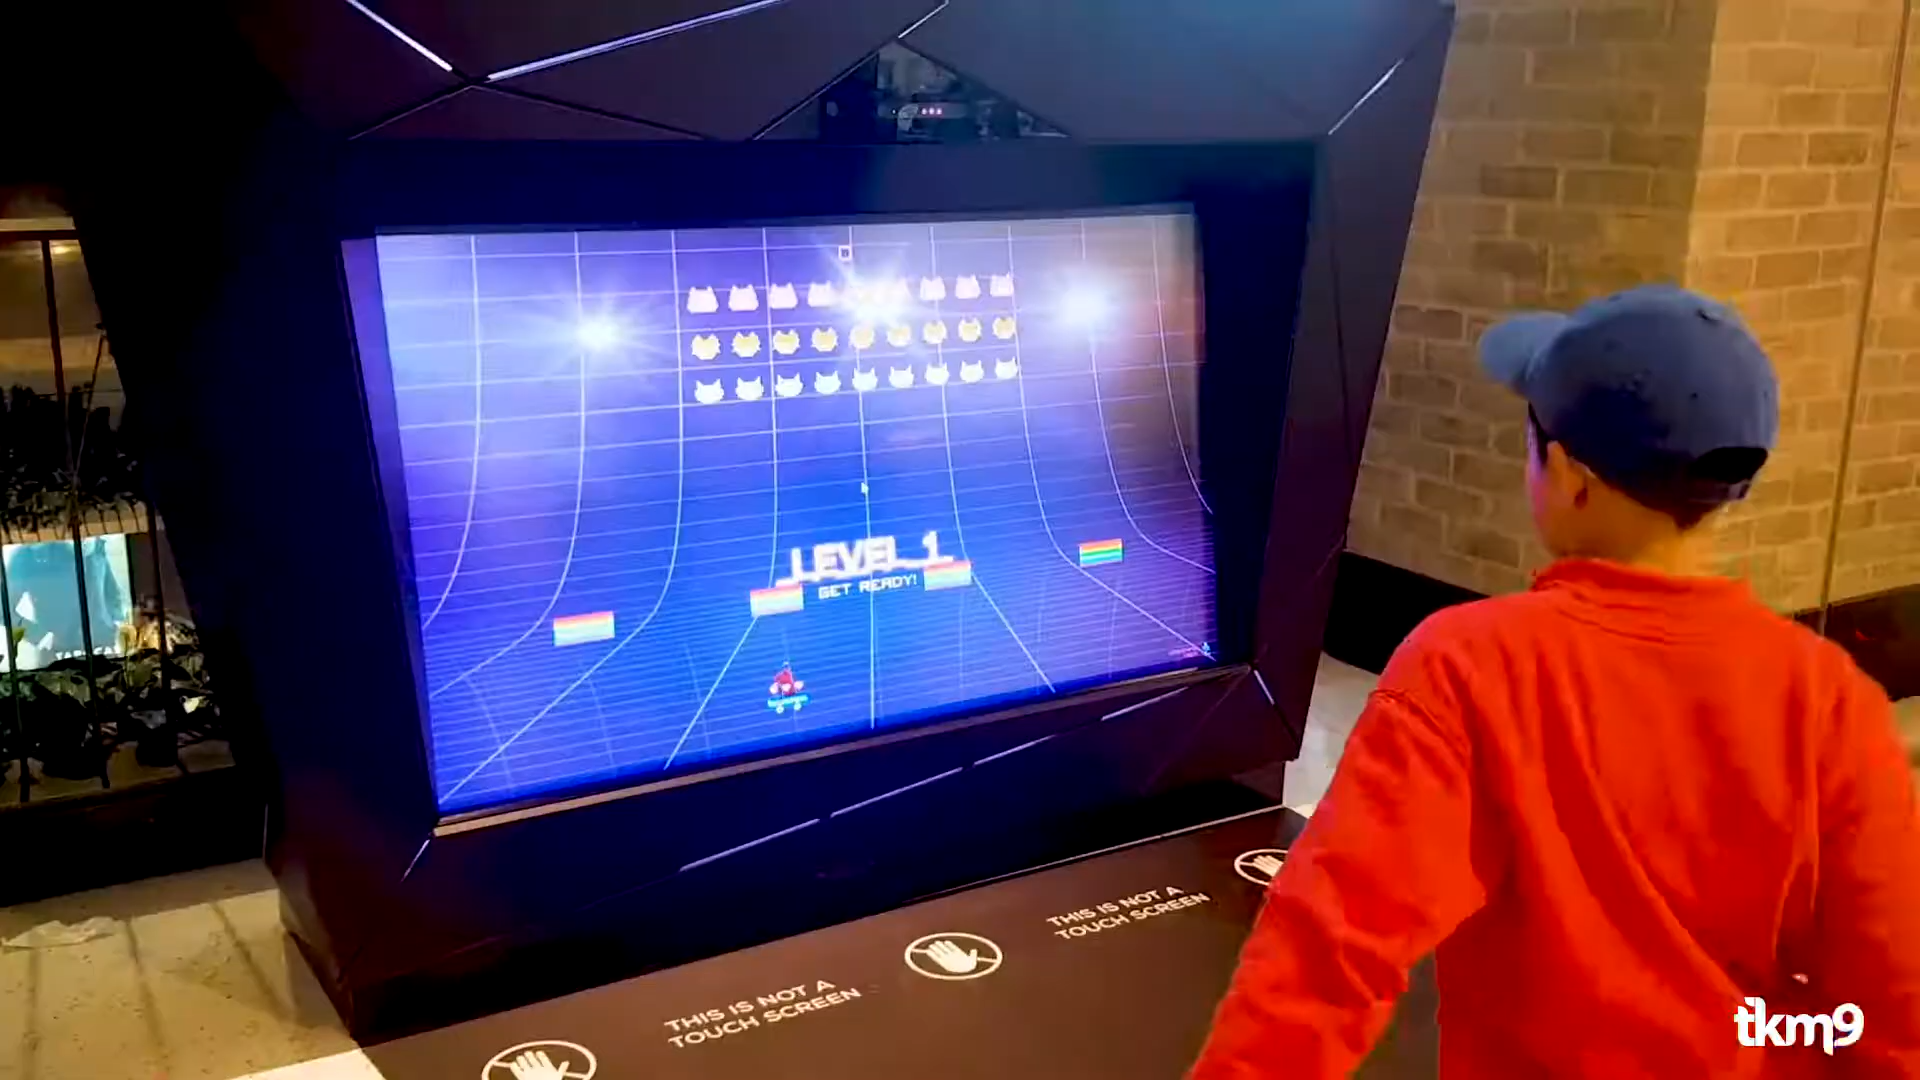 LEVEL 1
GET READY!
THIS IS NOT A
TOUCH SCREEN
THIS IS NOT A
TOUCH SCREEN
tkm9